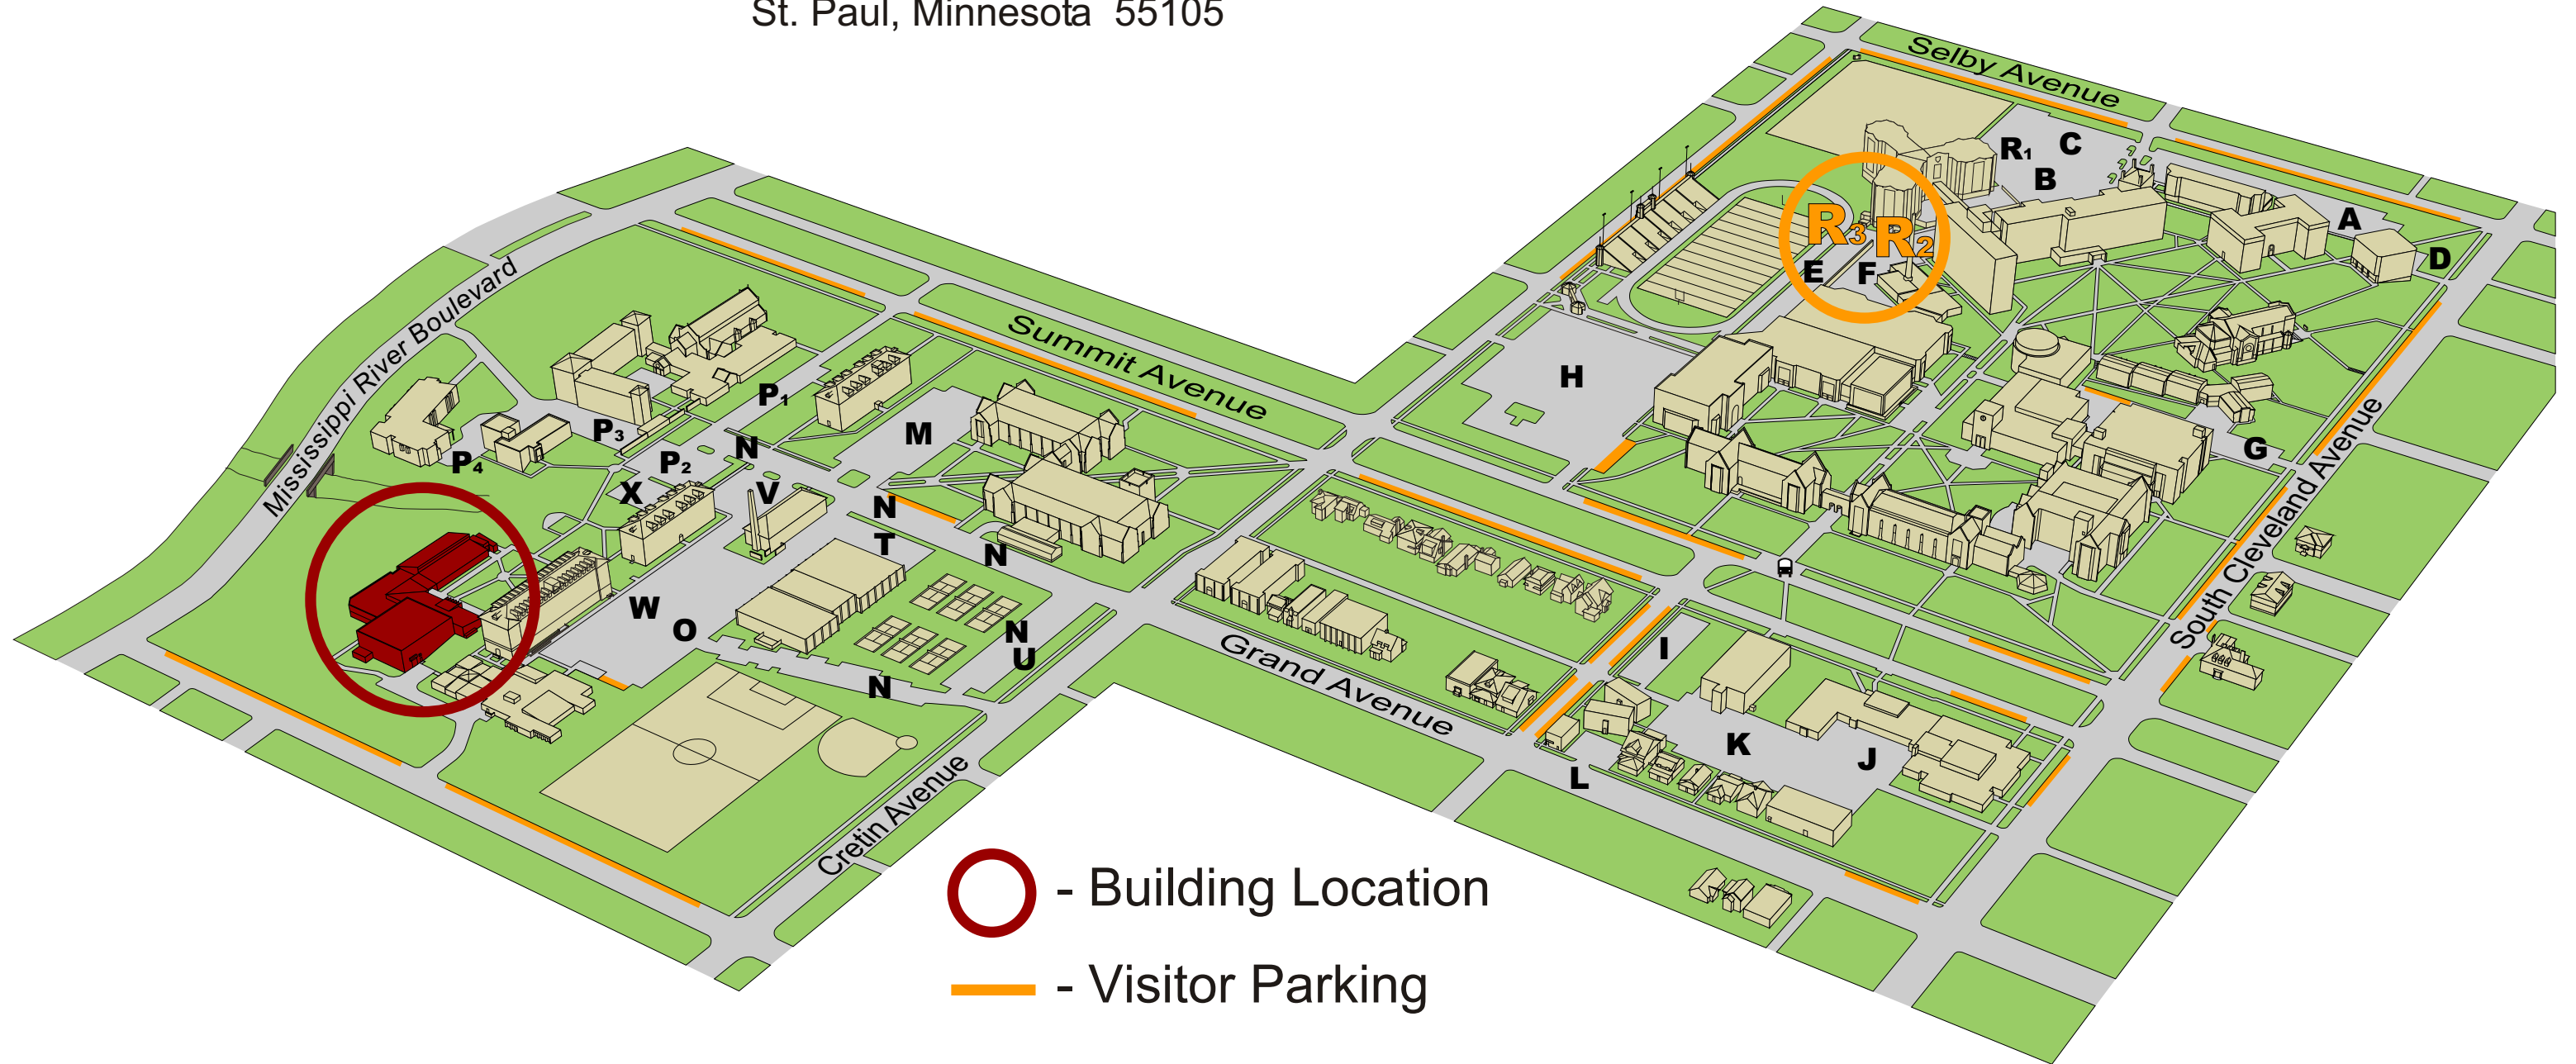 St. Paul, Minnesota 55105
Selby Avenue
R1
C
B
A
D
R3
R2
E
F
Mississippi River Boulevard
Summit Avenue
H
P1
M
P3
N
P4
P2
X
V
G
N
T
N
South Cleveland Avenue
W
O
N
U
I
N
Grand Avenue
K
J
L
Cretin Avenue
- Building Location
- Visitor Parking